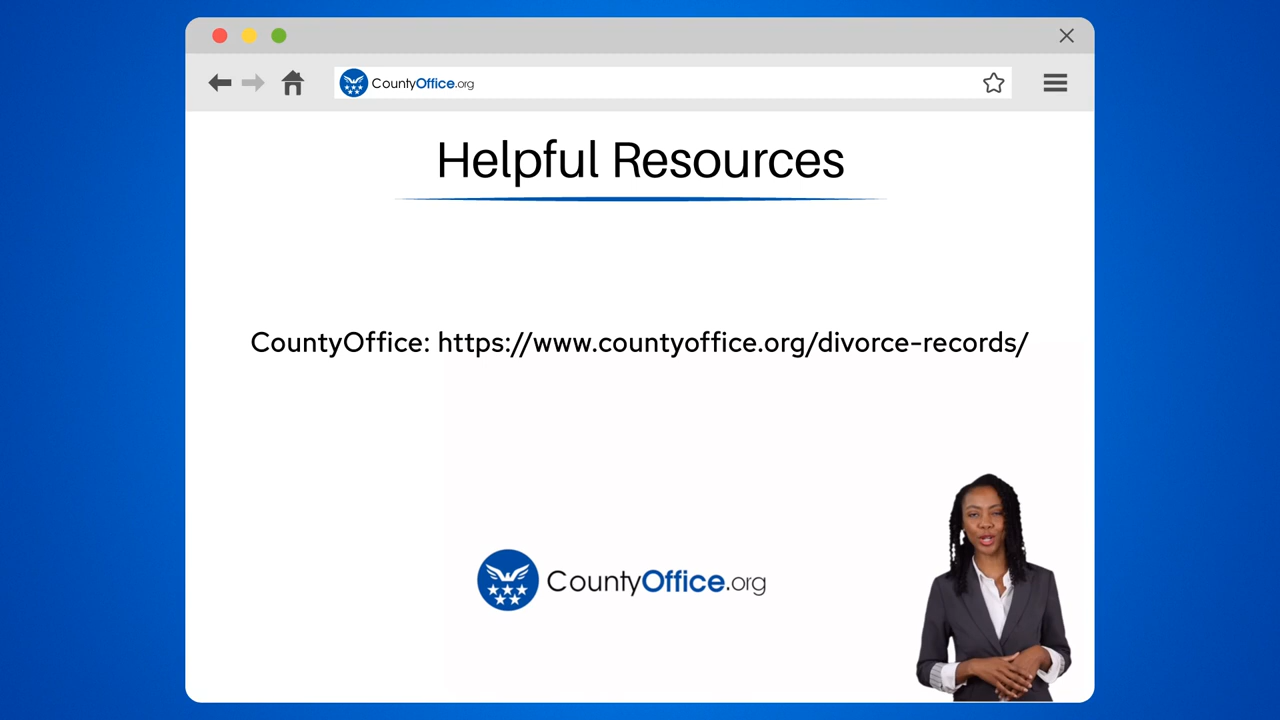 CountyOffice.org
Helpful Resources
CountyOffice: https://www.countyoffice.org/divorce-records/
CountyOffice.org